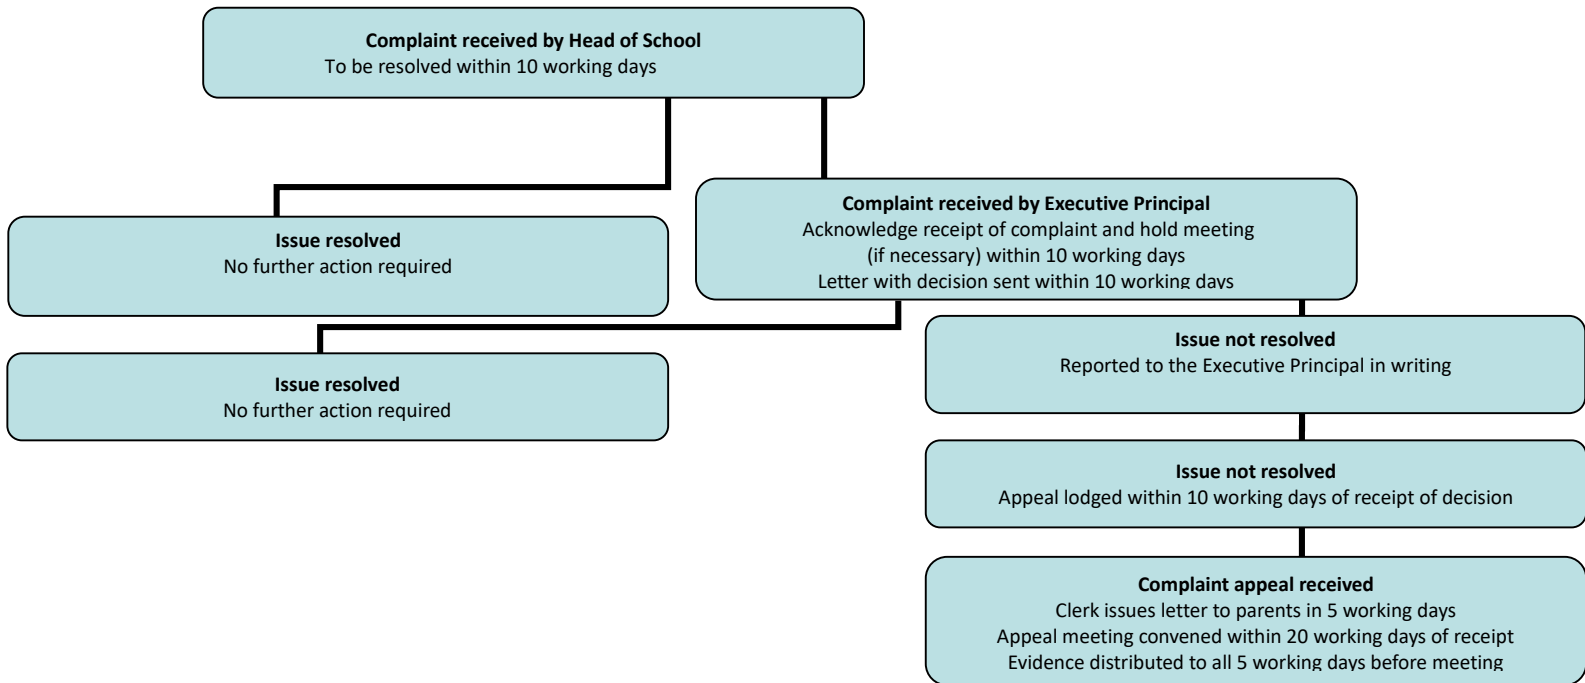 Complaint received by Head of School
To be resolved within 10 working days
Complaint received by Executive Principal
Acknowledge receipt of complaint and hold meeting
(if necessary) within 10 working days
Letter with decision sent within 10 working days
Issue resolved
No further action required
Issue not resolved
Reported to the Executive Principal in writing
Issue resolved
No further action required
Issue not resolved
Appeal lodged within 10 working days of receipt of decision
Complaint appeal received
Clerk issues letter to parents in 5 working days
Appeal meeting convened within 20 working days of receipt
Evidence distributed to all 5 working days before meeting